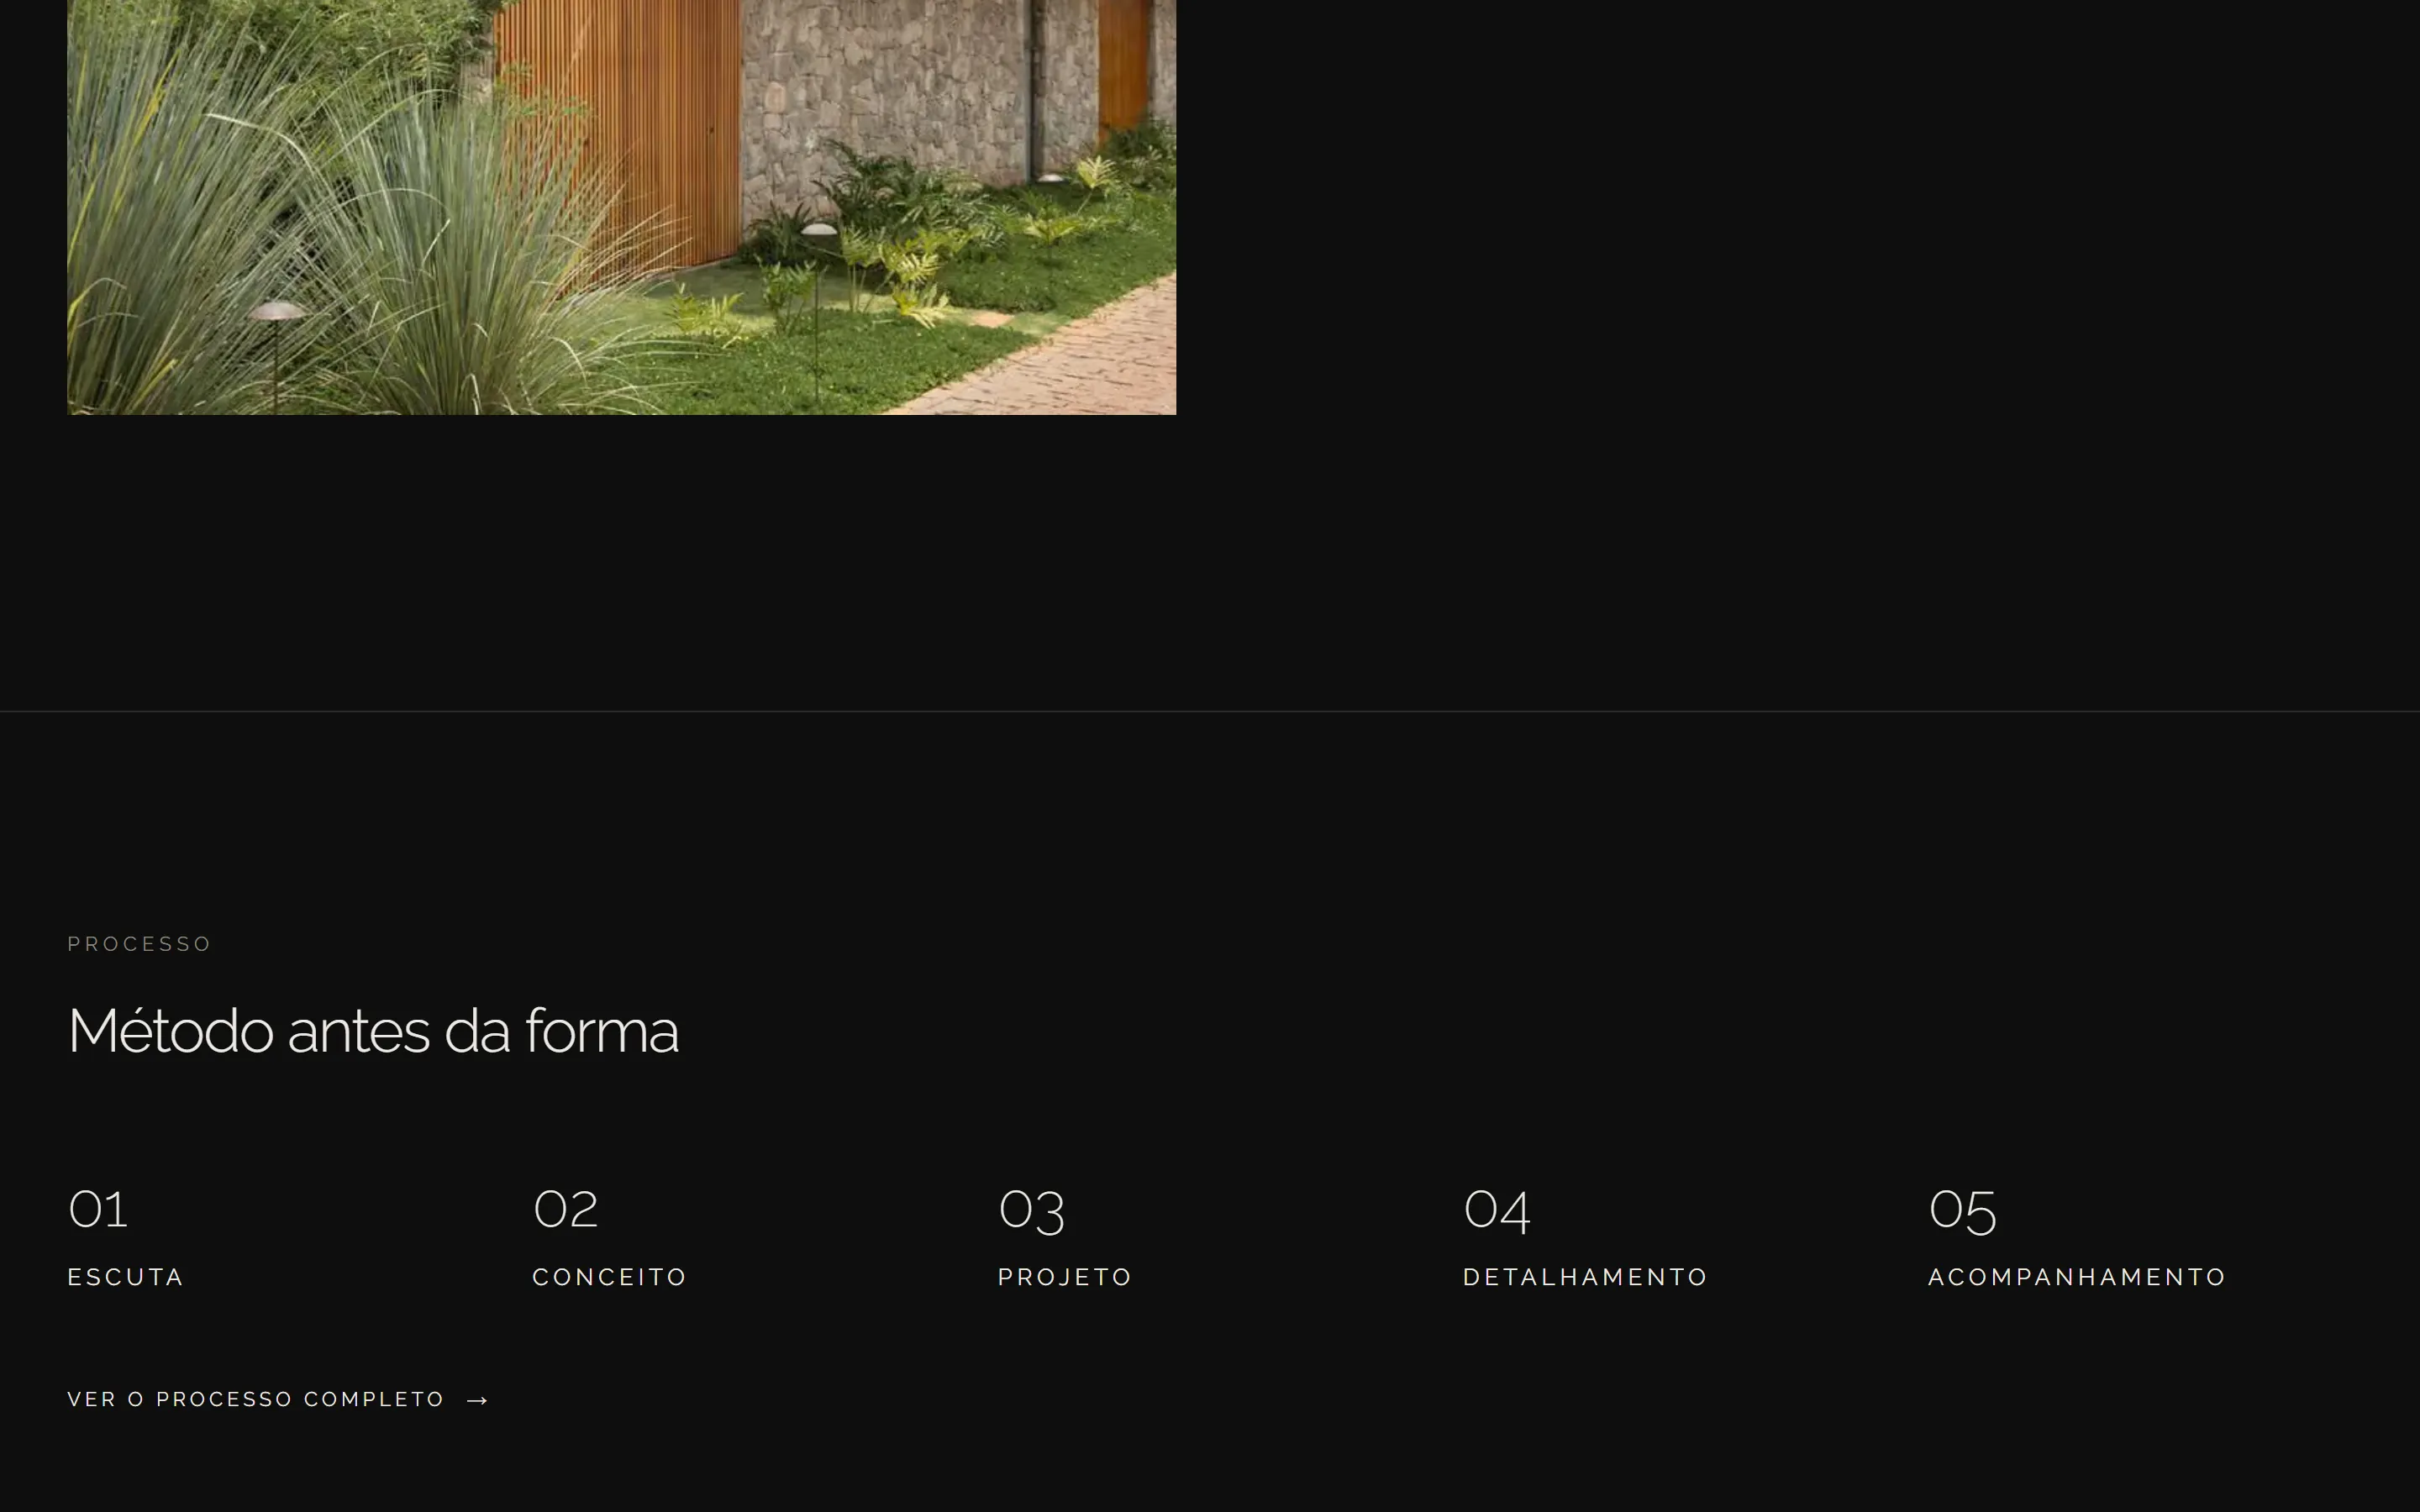 PROCESSO
Método antes da forma
01
ESCUTA
02
CONCEITO
03
PROJETO
04
DETALHAMENTO
05
ACOMPANHAMENTO
VER O PROCESSO COMPLETO →